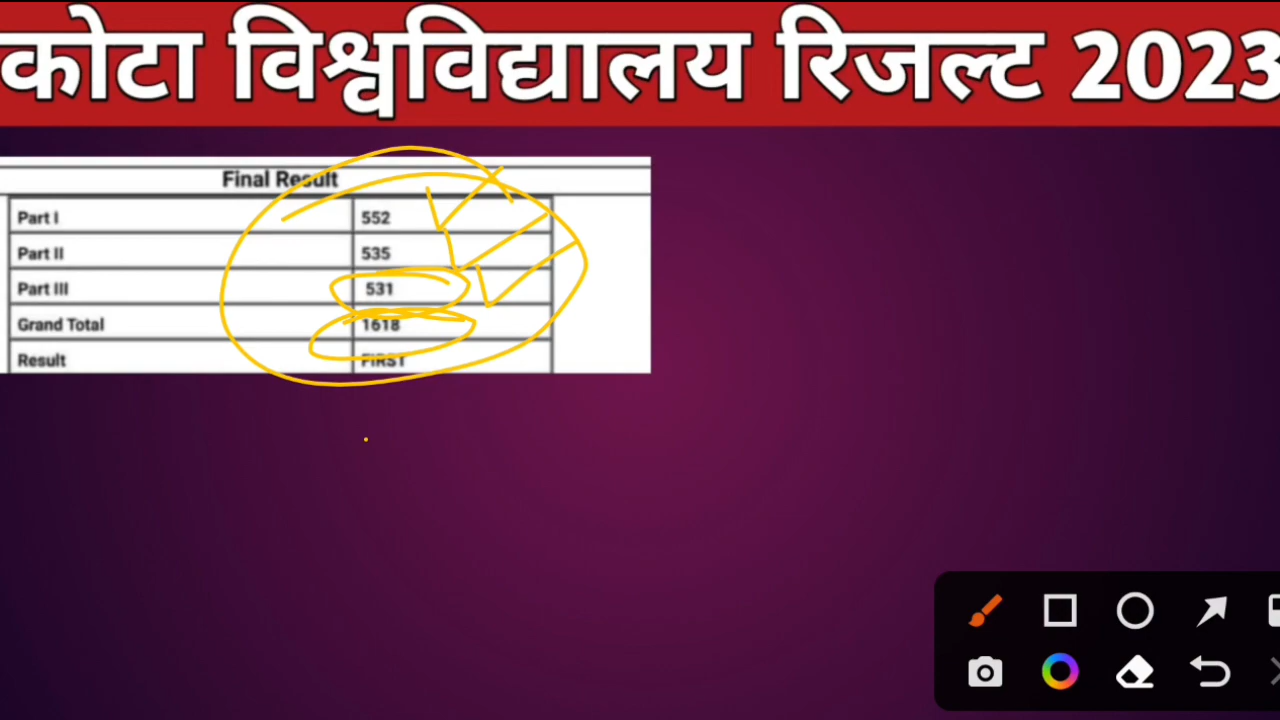 कोटा विश्वविद्यालय रिजल्ट 2023
Final Result
Part I 552
Part II 535
Part III 531
Grand Total 1618
Result FIRST